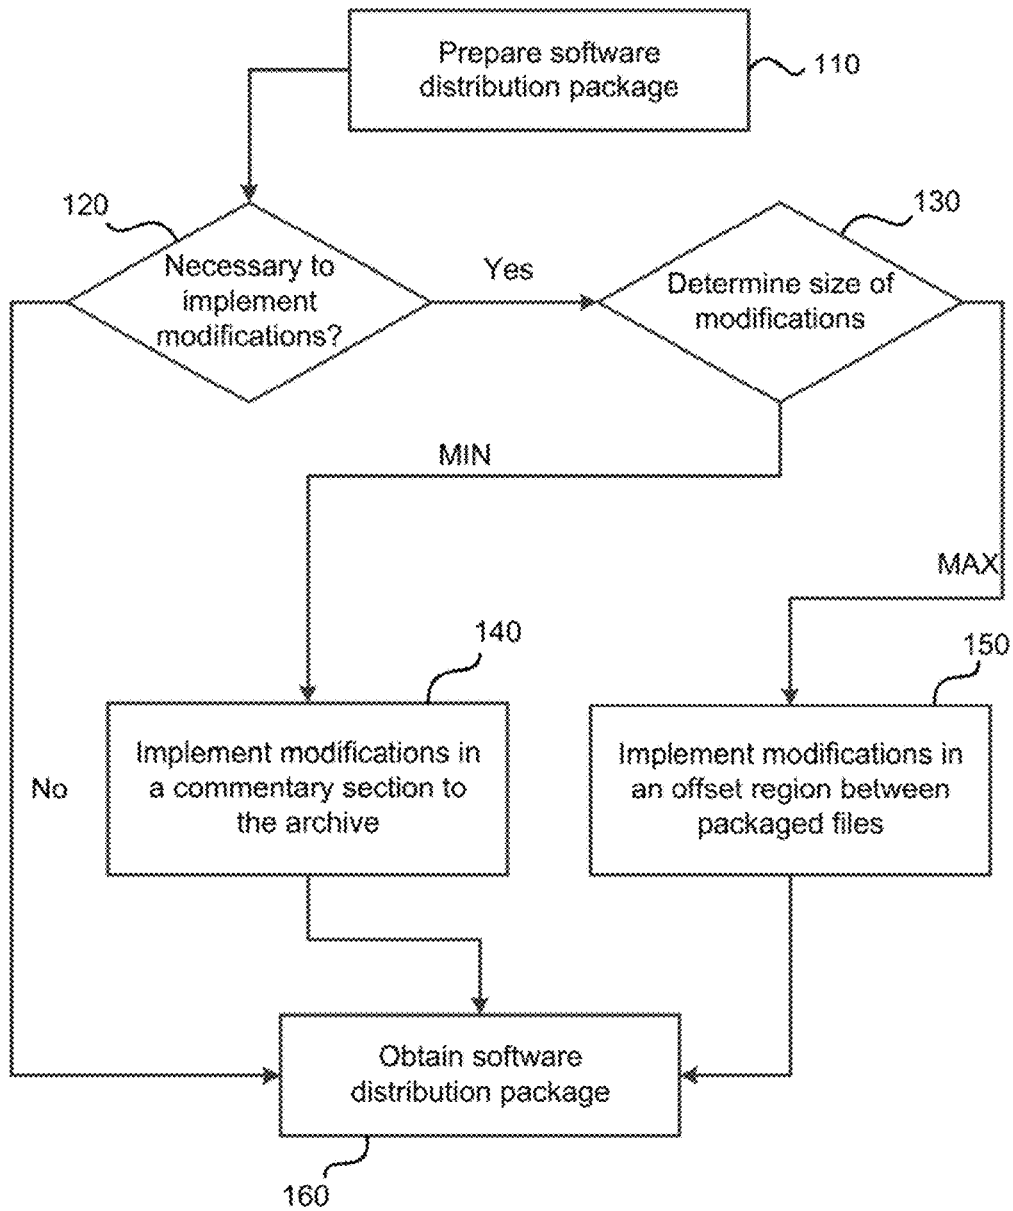 Prepare software
distribution package
110
120
Necessary to
implement
modifications?
Yes
130
Determine size of
modifications
MIN
MAX
140
Implement modifications in
a commentary section to
the archive
150
Implement modifications in
an offset region between
packaged files
No
Obtain software
distribution package
160